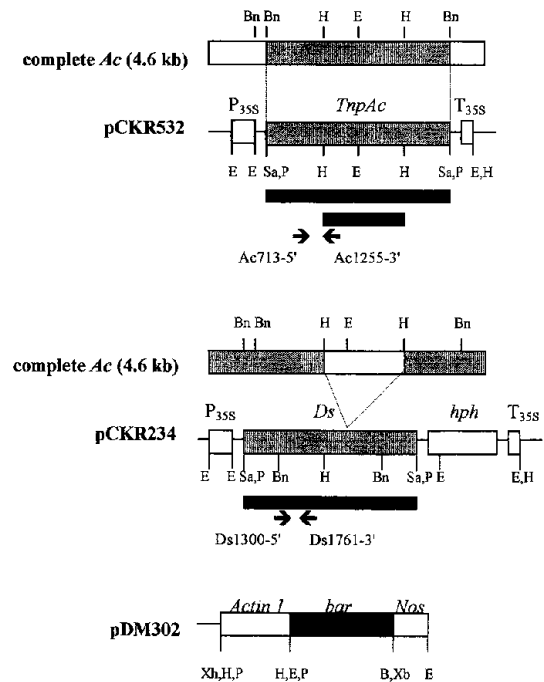 Bn Bn H E H Bn
complete Ac (4.6 kb)
P35S TnpAc T35S
pCKR532
E E Sa,P H E H Sa,P E,H
Ac713-5' Ac1255-3'
Bn Bn H E H Bn
complete Ac (4.6 kb)
P35S Ds hph T35S
pCKR234
E E Sa,P Bn H Bn Sa,P E E,H
Ds1300-5' Ds1761-3'
Actin 1 bar Nos
pDM302
Xh,H,P H,E,P B,Xb E